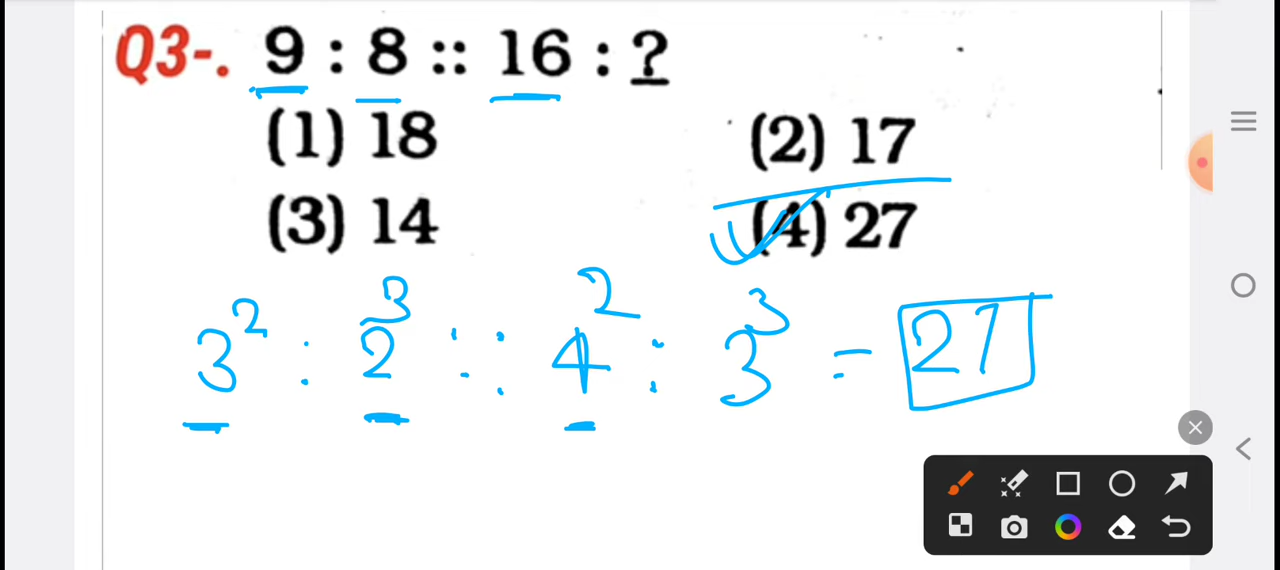 Q3-. 9 : 8 :: 16 : ?
(1) 18 (2) 17
(3) 14 (4) 27
3² : 2³ :: 4² : 3³ = 27